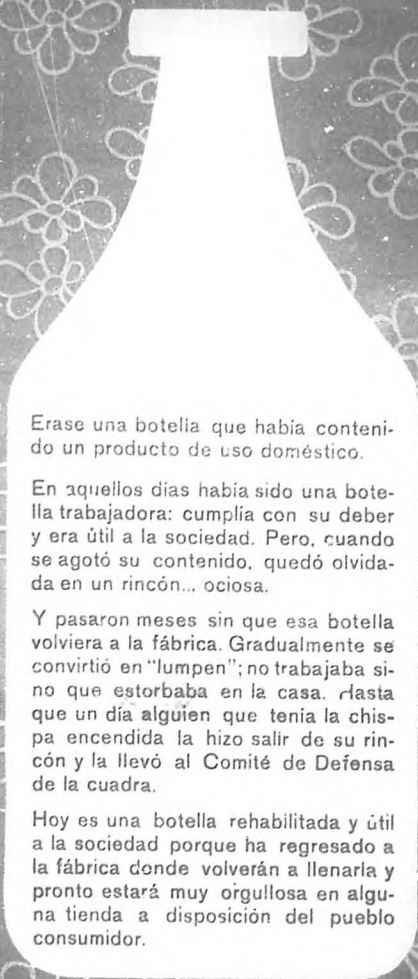 Erase una botella que había conteni-
do un producto de uso doméstico.
En aquellos días había sido una bote-
lla trabajadora: cumplía con su deber
y era útil a la sociedad. Pero, cuando
se agotó su contenido, quedó olvida-
da en un rincón... ociosa.
Y pasaron meses sin que esa botella
volviera a la fábrica. Gradualmente se
convirtió en "lumpen"; no trabajaba si-
no que estorbaba en la casa. Hasta
que un día alguien que tenía la chis-
pa encendida la hizo salir de su rin-
cón y la llevó al Comité de Defensa
de la cuadra.
Hoy es una botella rehabilitada y útil
a la sociedad porque ha regresado a
la fábrica donde volverán a llenarla y
pronto estará muy orgullosa en algu-
na tienda a disposición del pueblo
consumidor.